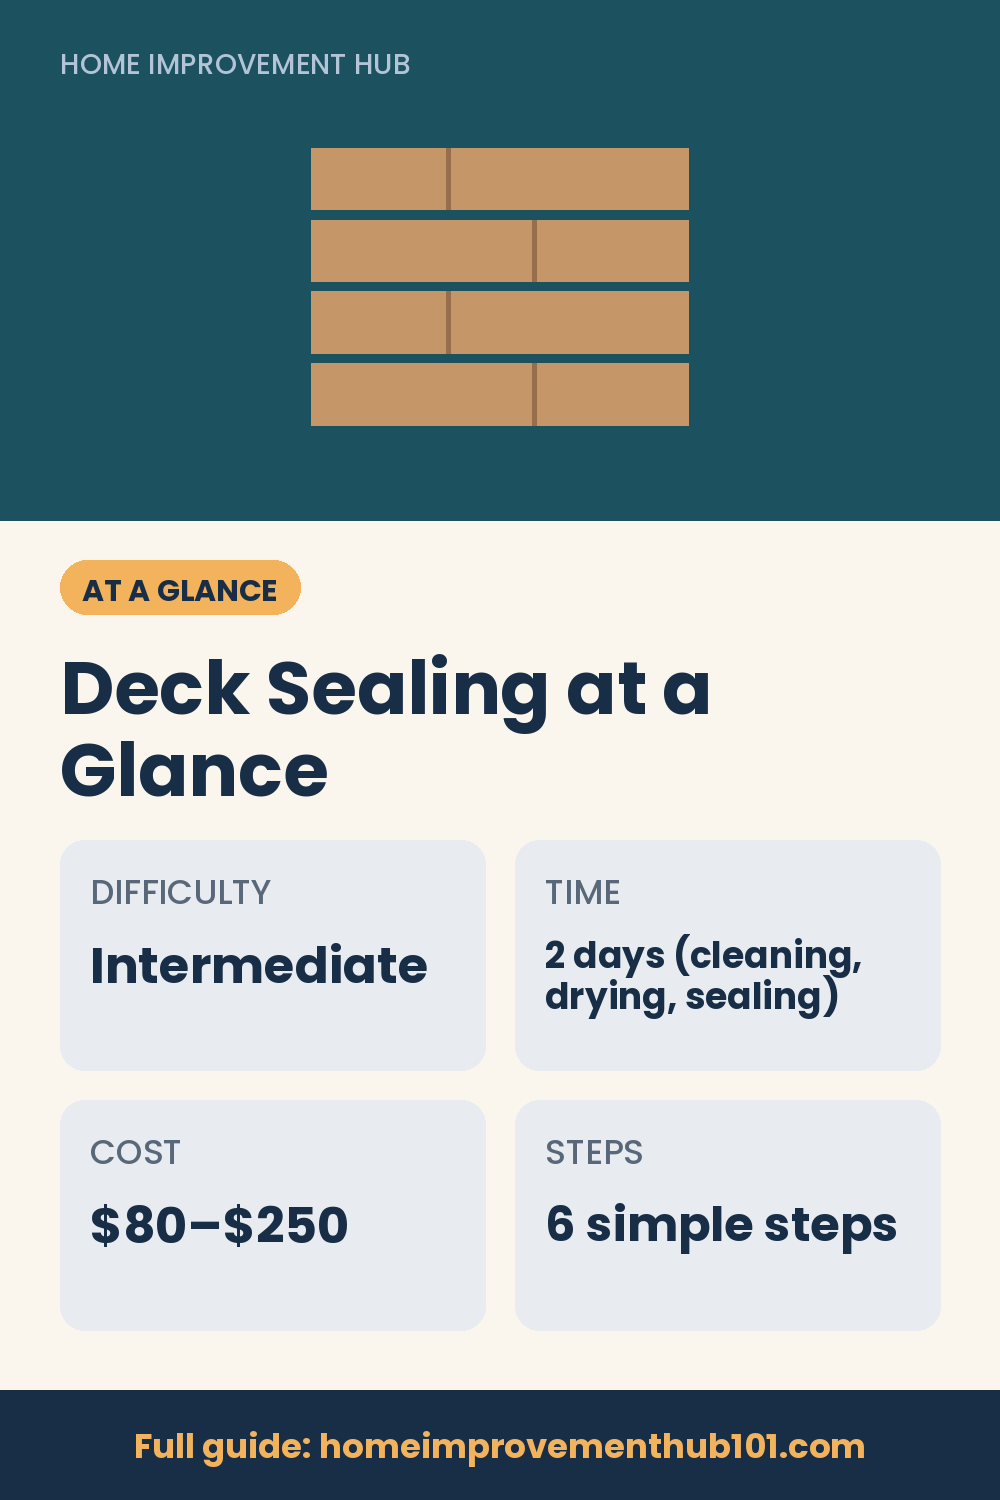 HOME IMPROVEMENT HUB
AT A GLANCE
Deck Sealing at a
Glance
DIFFICULTY
Intermediate
TIME
2 days (cleaning,
drying, sealing)
COST
$80–$250
STEPS
6 simple steps
Full guide: homeimprovementhub101.com